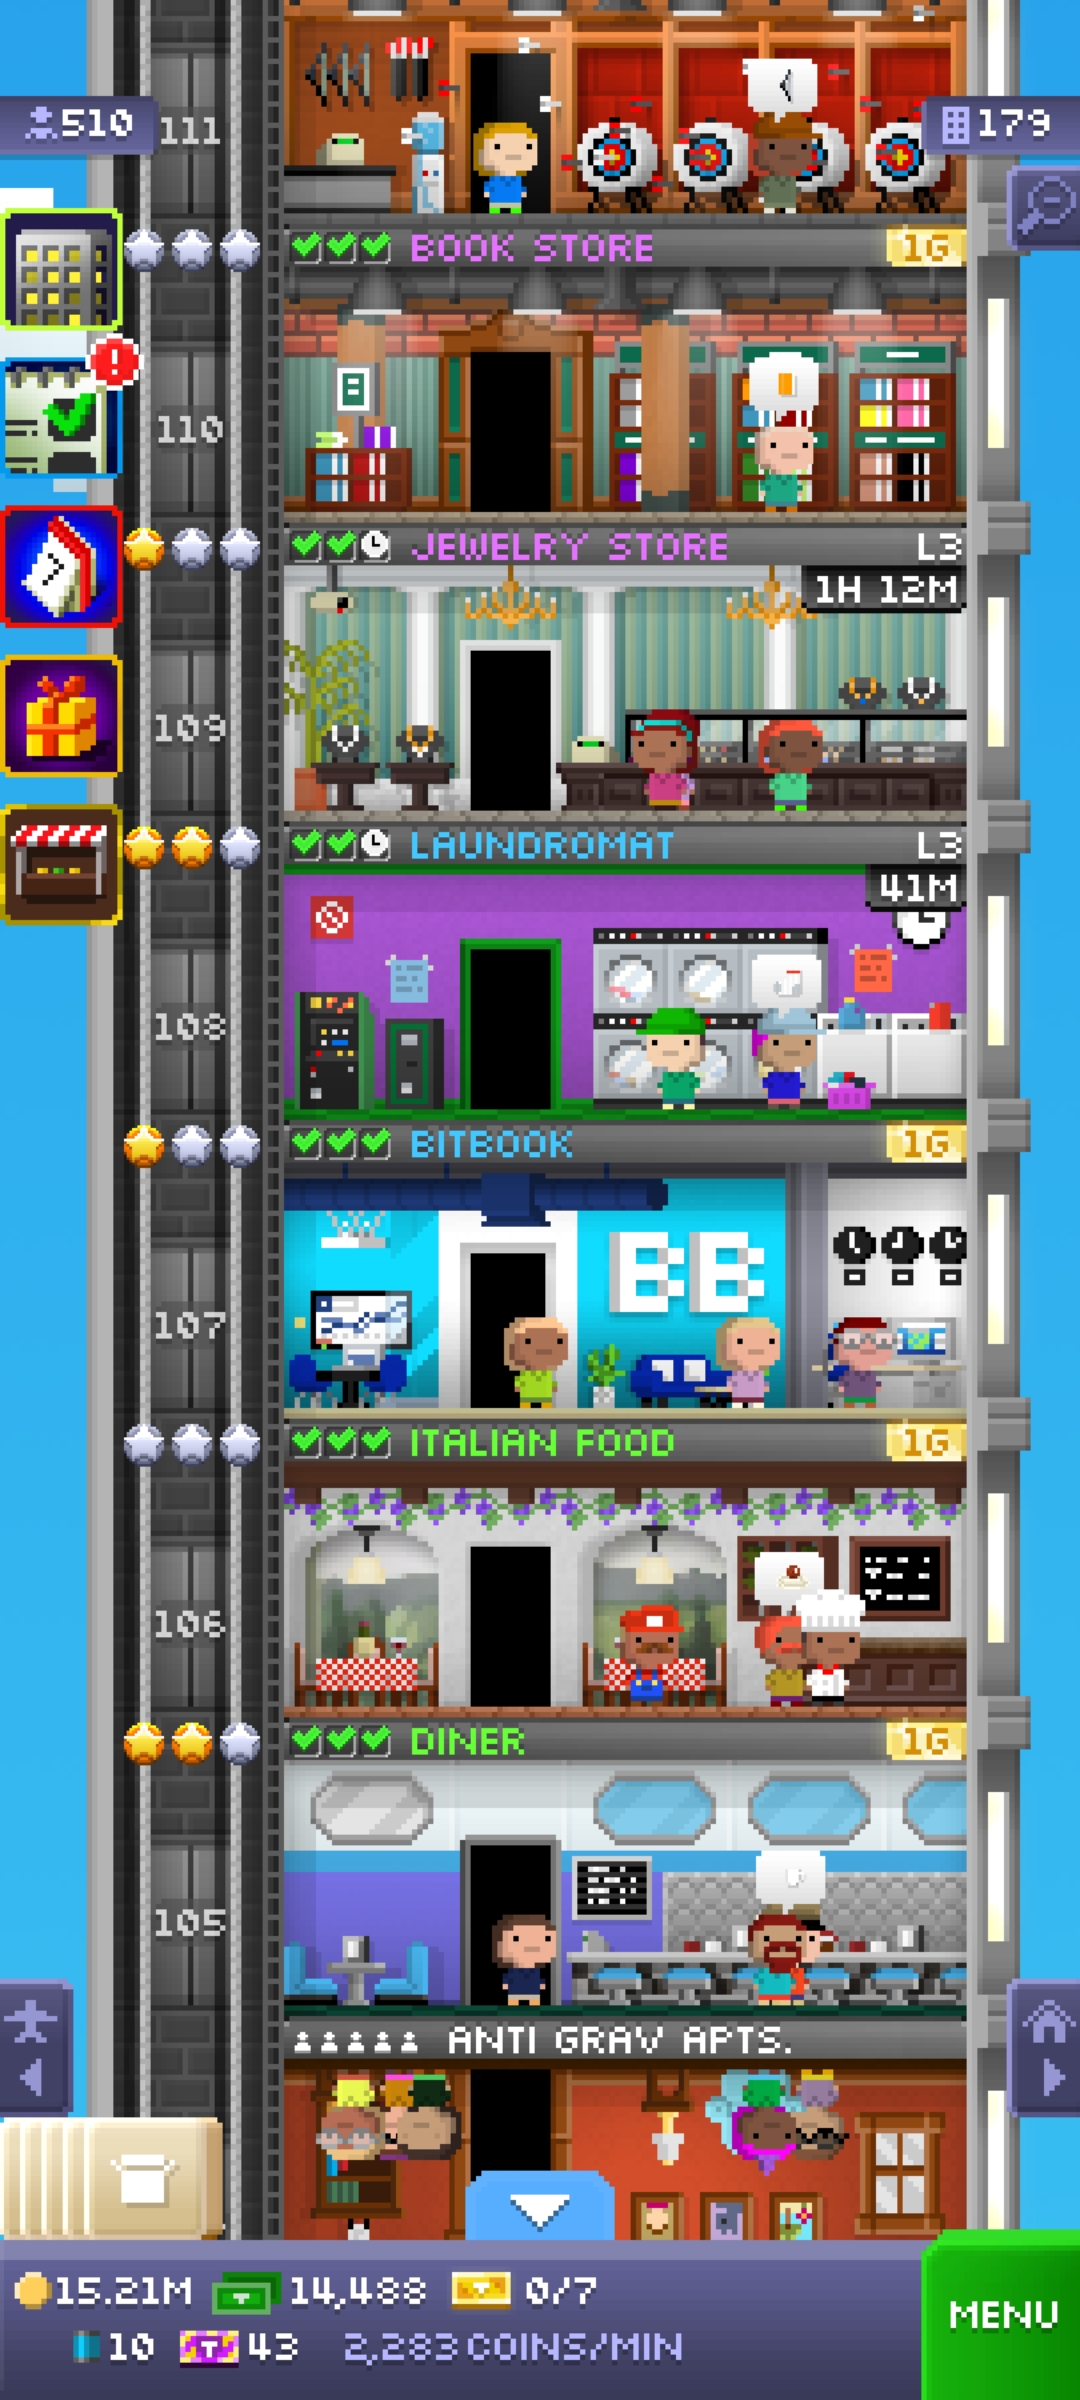 510
111
179
BOOK STORE
1G
110
JEWELRY STORE
L3
1H 12M
109
LAUNDROMAT
L3
41M
108
BITBOOK
1G
BB
107
ITALIAN FOOD
1G
106
DINER
1G
105
ANTI GRAV APTS.
15.21M
14,488
0/7
MENU
10
T
43
2,283 COINS/MIN